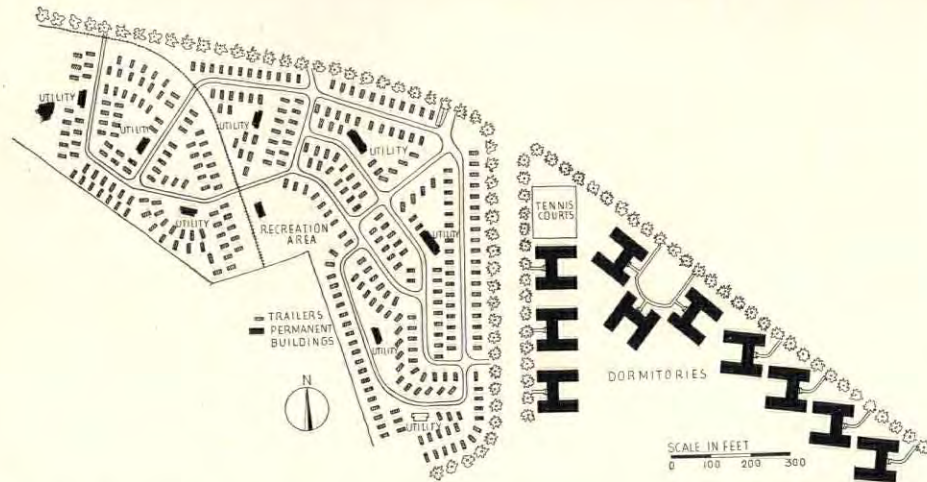 UTILITY
UTILITY
UTILITY
UTILITY
UTILITY
UTILITY
UTILITY
UTILITY
RECREATION
AREA
TRAILERS
PERMANENT
BUILDINGS
N
TENNIS
COURTS
DORMITORIES
SCALE IN FEET
0 100 200 300